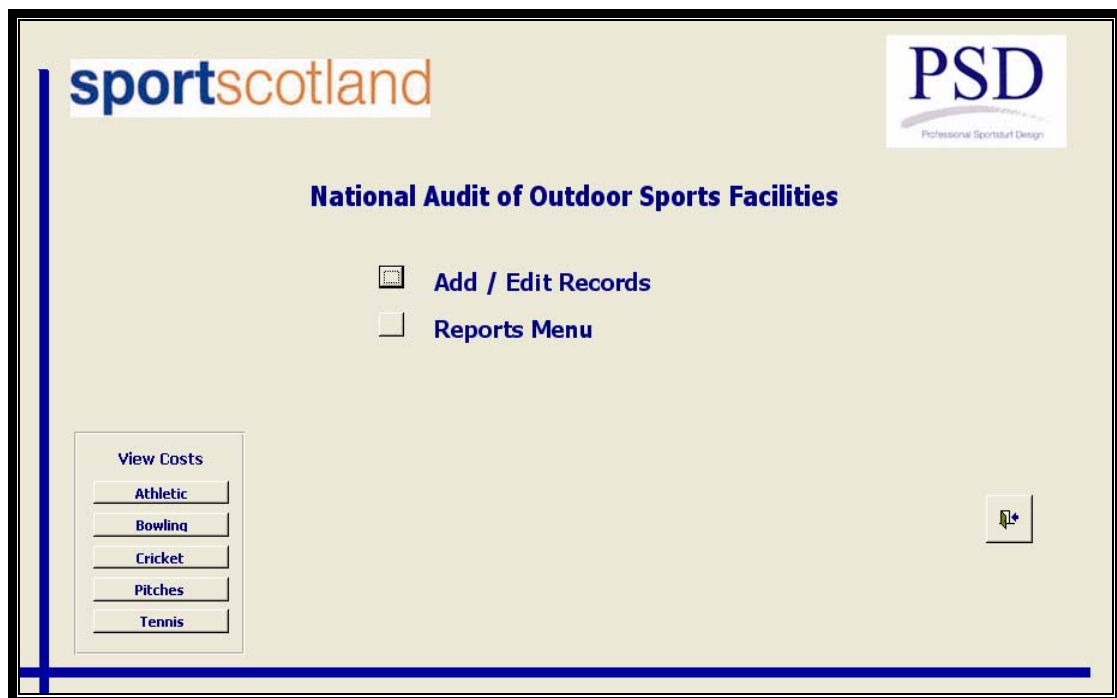 sportscotland
PSD
Professional Sportsturf Design
National Audit of Outdoor Sports Facilities
Add / Edit Records
Reports Menu
View Costs
Athletic
Bowling
Cricket
Pitches
Tennis